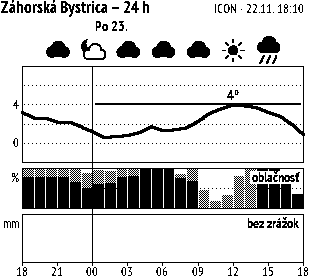 Záhorská Bystrica – 24 h
ICON - 22.11. 18:10
Po 23.
4°
4
0
%
oblačnosť
mm
bez zrážok
18 21 00 03 06 09 12 15 18